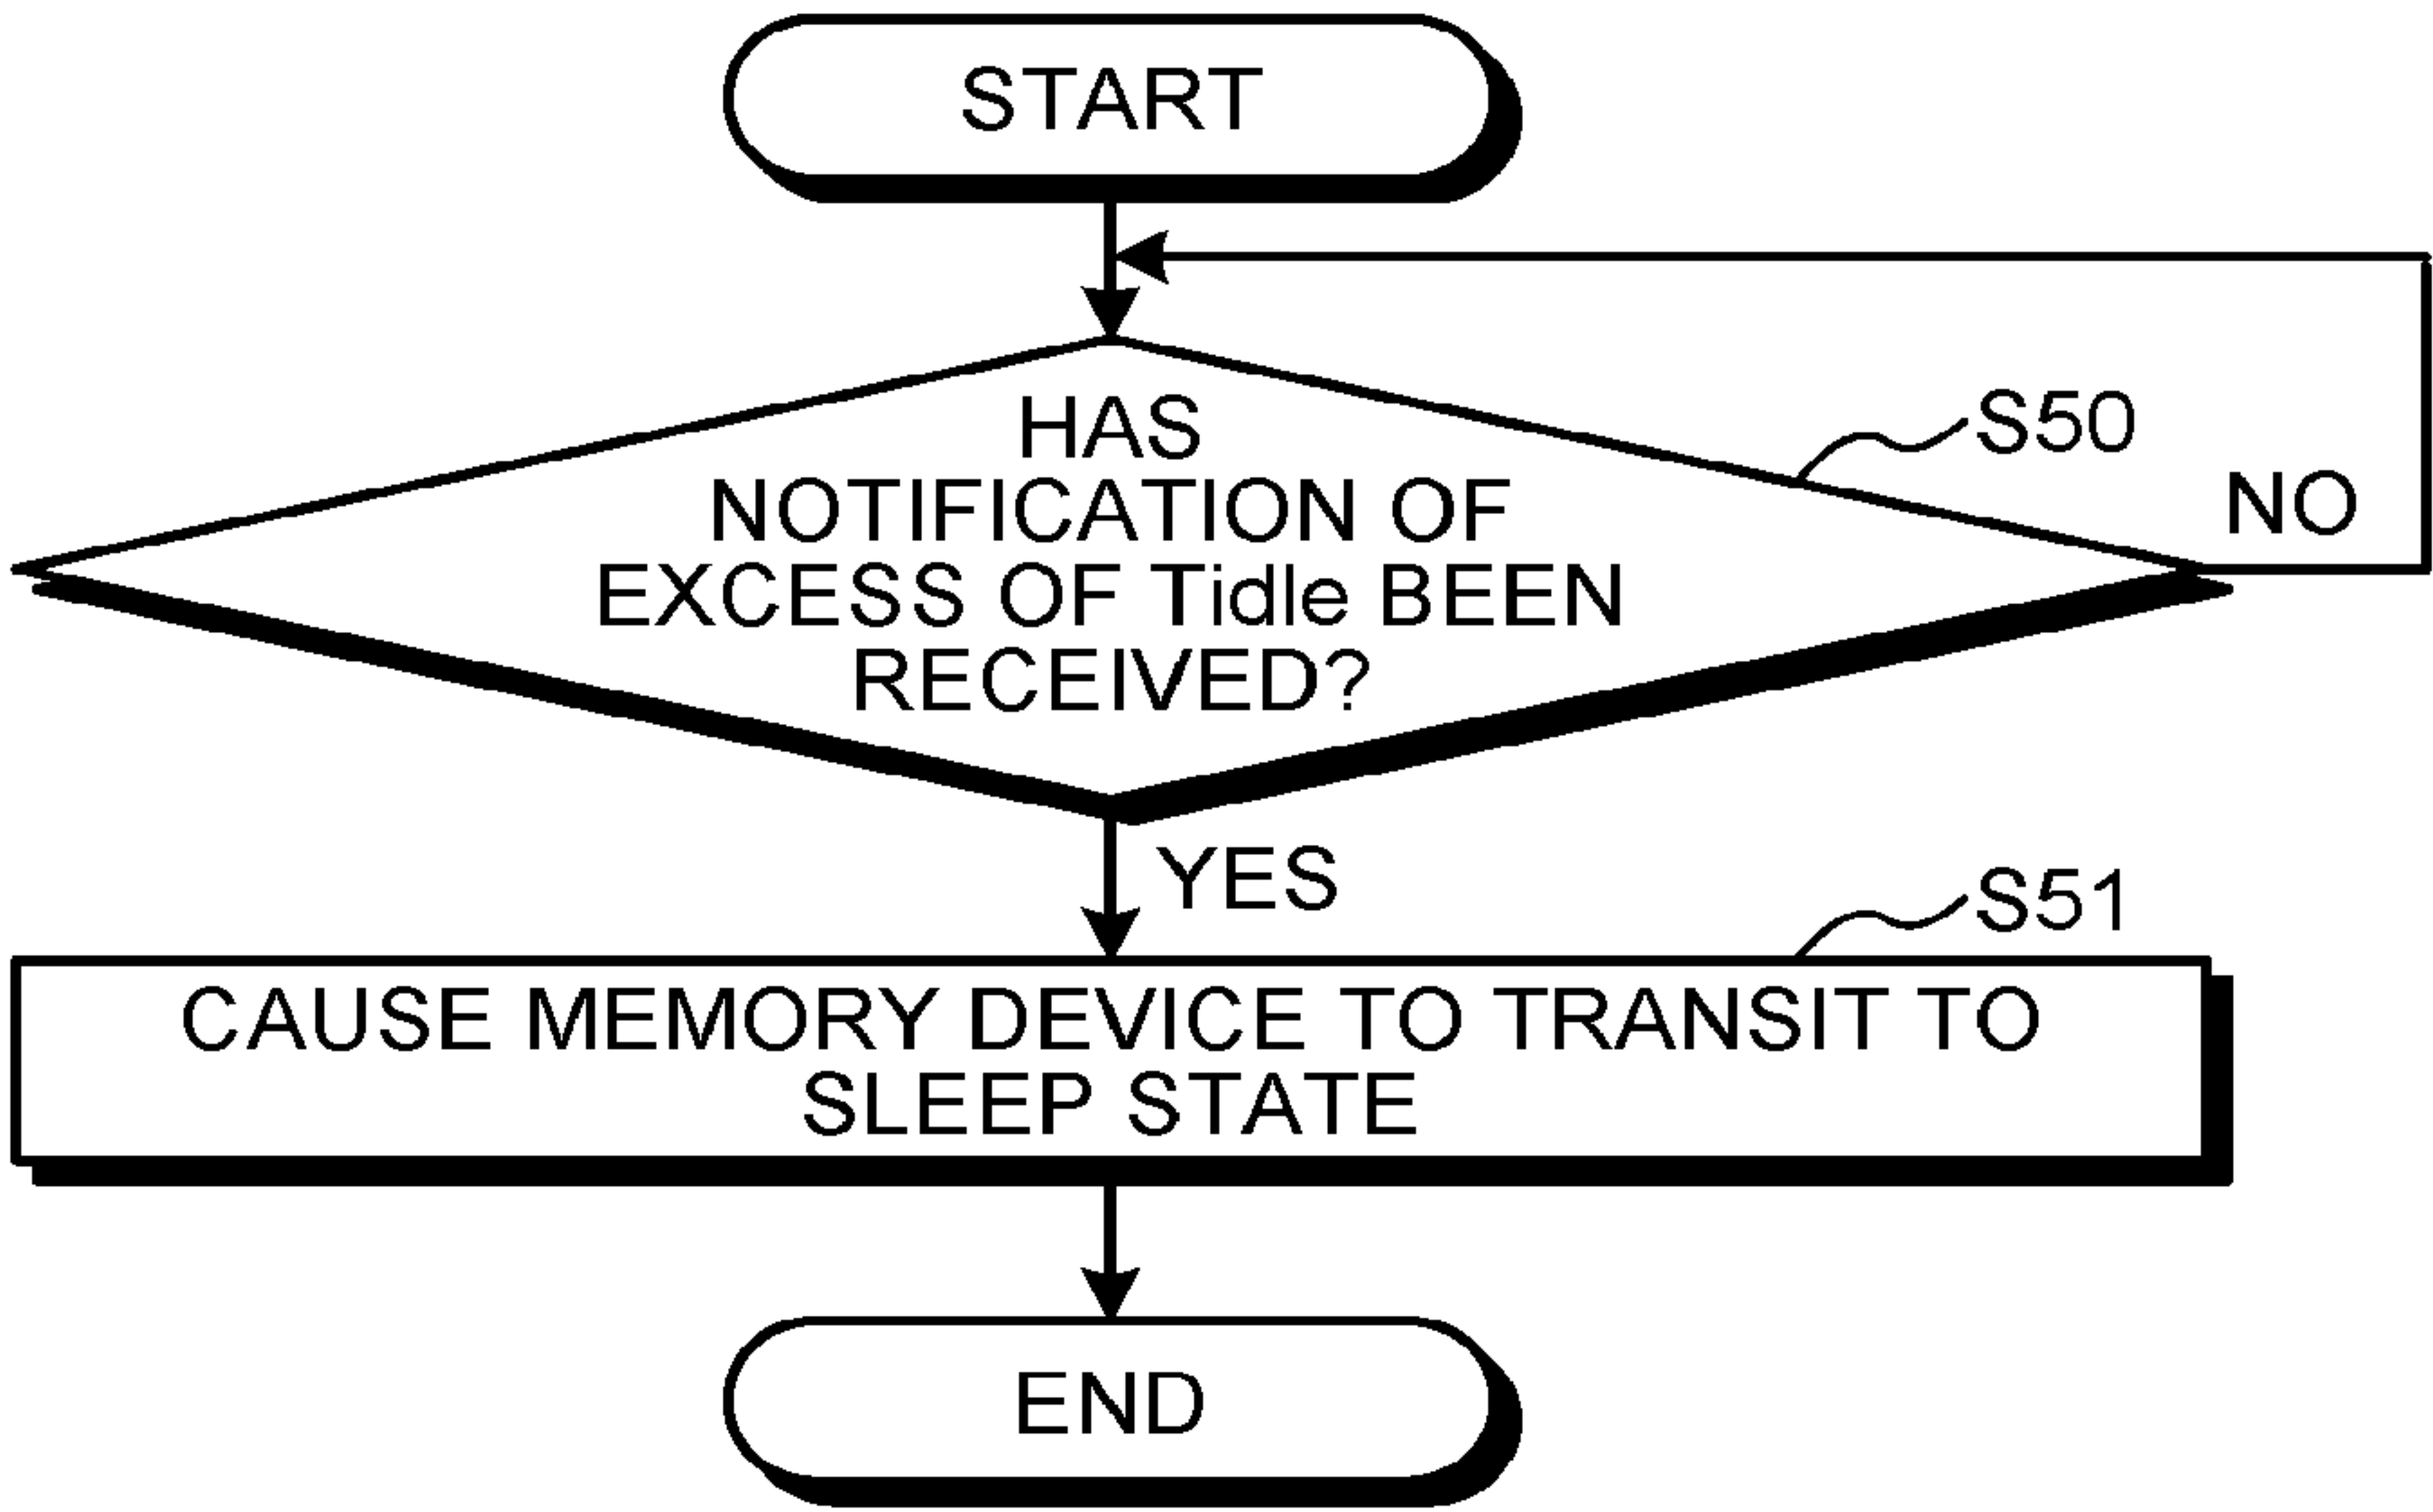 START
HAS
NOTIFICATION OF
EXCESS OF Tidle BEEN
RECEIVED?
S50
NO
YES
S51
CAUSE MEMORY DEVICE TO TRANSIT TO
SLEEP STATE
END